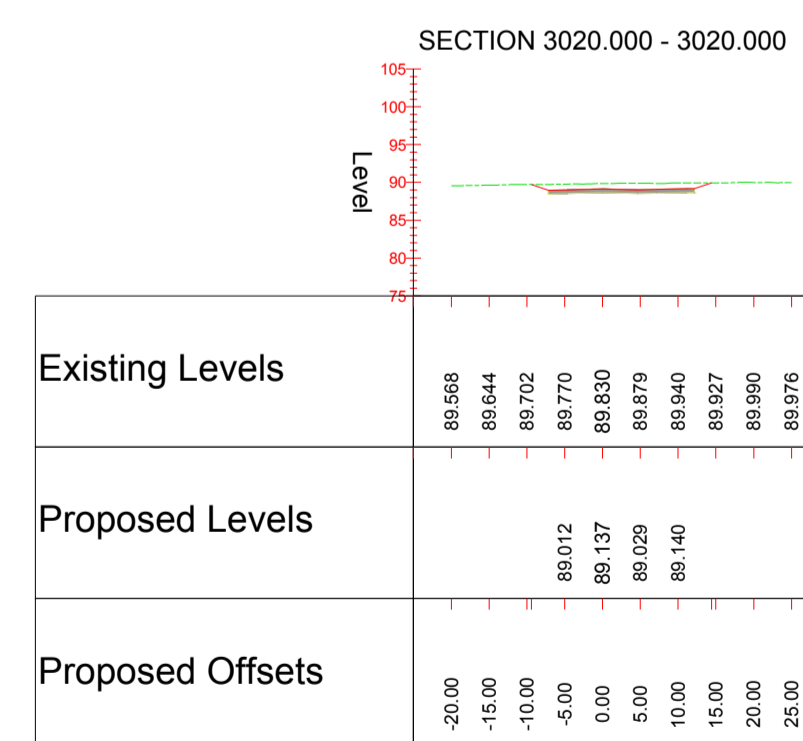 SECTION 3020.000 - 3020.000
105
100
95
90
85
80
75
Level
Existing Levels
89.568 89.644 89.702 89.770 89.830 89.879 89.940 89.927 89.990 89.976
Proposed Levels
89.012 89.137 89.029 89.140
Proposed Offsets
-20.00 -15.00 -10.00 -5.00 0.00 5.00 10.00 15.00 20.00 25.00